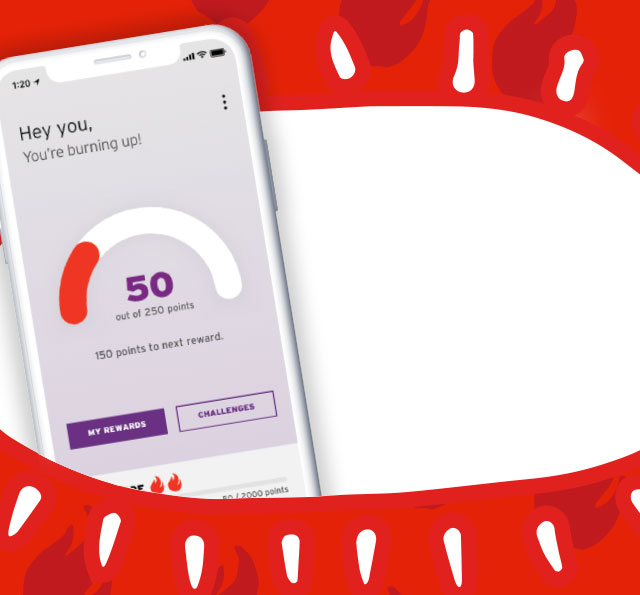 1:20
Hey you,
You're burning up!
50
out of 250 points
150 points to next reward.
MY REWARDS
CHALLENGES
50 / 2000 points